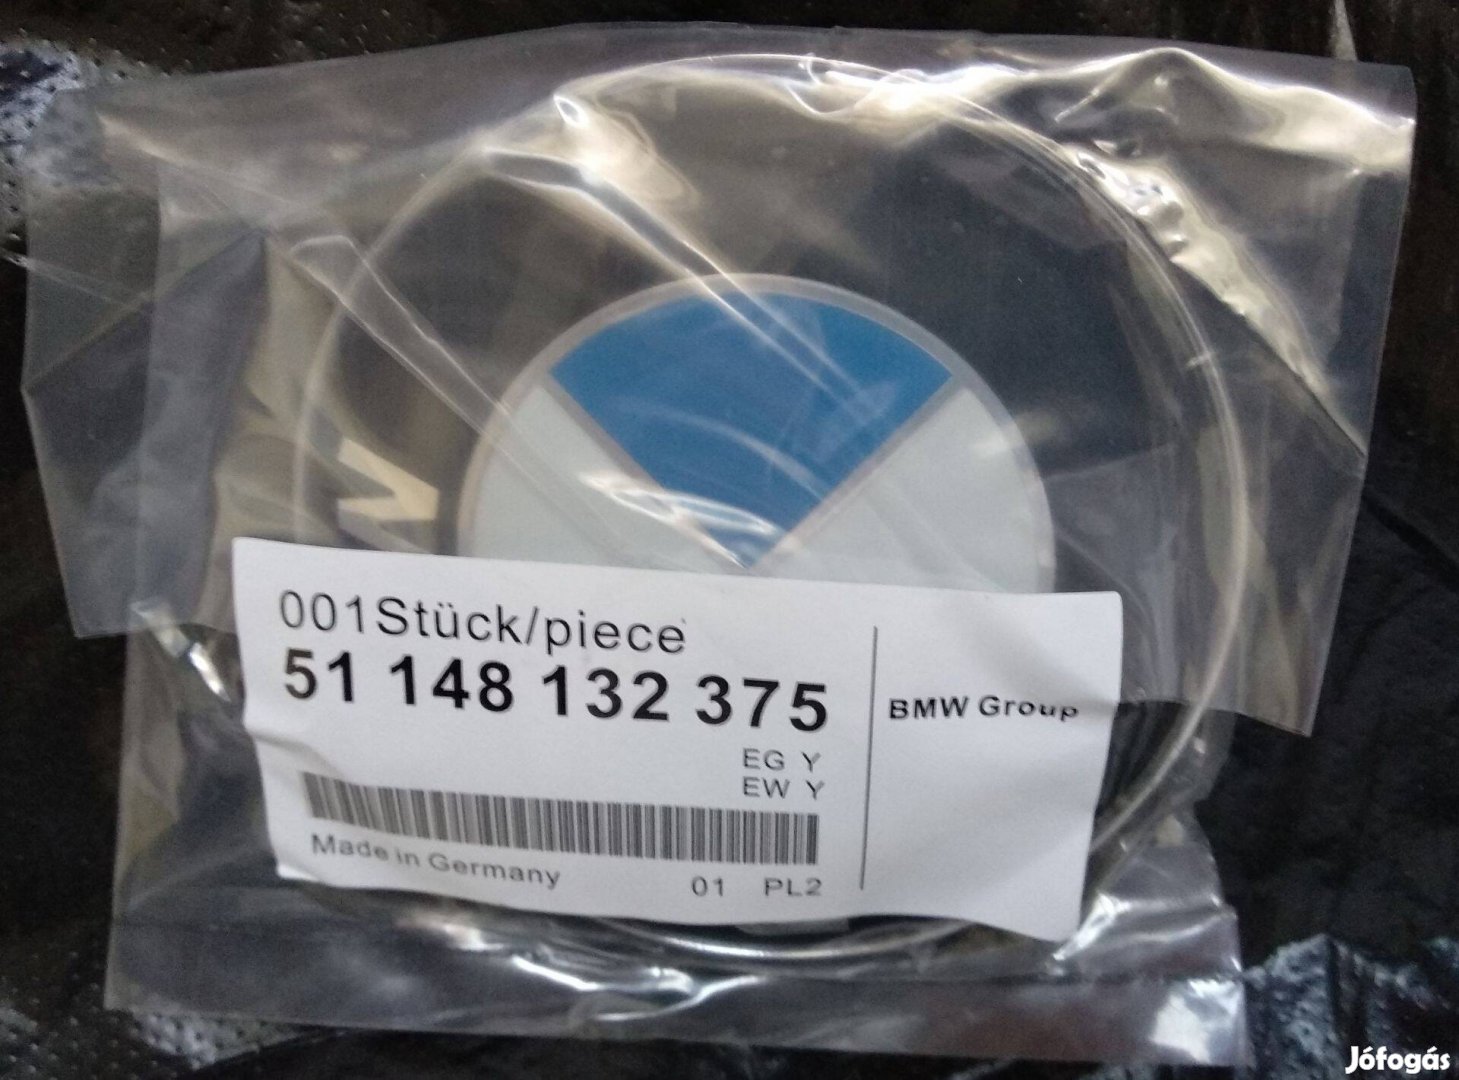 001Stück/piece
51 148 132 375
BMW Group
EG Y
EW Y
Made in Germany
01 PL2
Jófogás